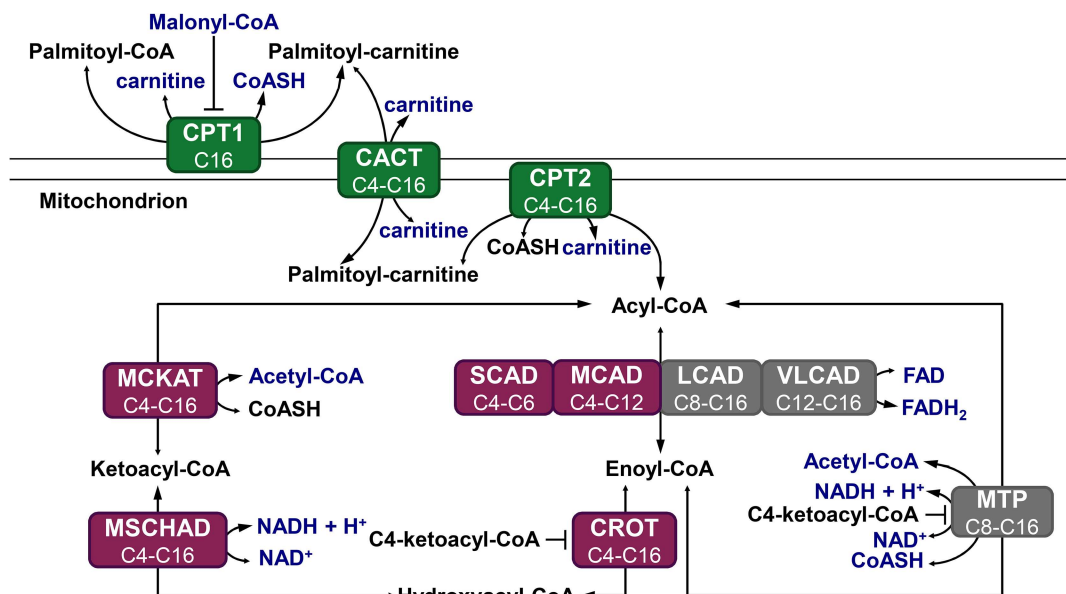 Malonyl-CoA
Palmitoyl-CoA
Palmitoyl-carnitine
carnitine
CoASH
carnitine
CPT1
C16
CACT
C4-C16
CPT2
C4-C16
Mitochondrion
carnitine
CoASH
carnitine
Palmitoyl-carnitine
Acyl-CoA
MCKAT
C4-C16
Acetyl-CoA
CoASH
SCAD
C4-C6
MCAD
C4-C12
LCAD
C8-C16
VLCAD
C12-C16
FAD
FADH₂
Ketoacyl-CoA
Enoyl-CoA
Acetyl-CoA
NADH + H⁺
C4-ketoacyl-CoA
NAD⁺
CoASH
MTP
C8-C16
MSCHAD
C4-C16
NADH + H⁺
NAD⁺
C4-ketoacyl-CoA
CROT
C4-C16
Hydroxyacyl-CoA